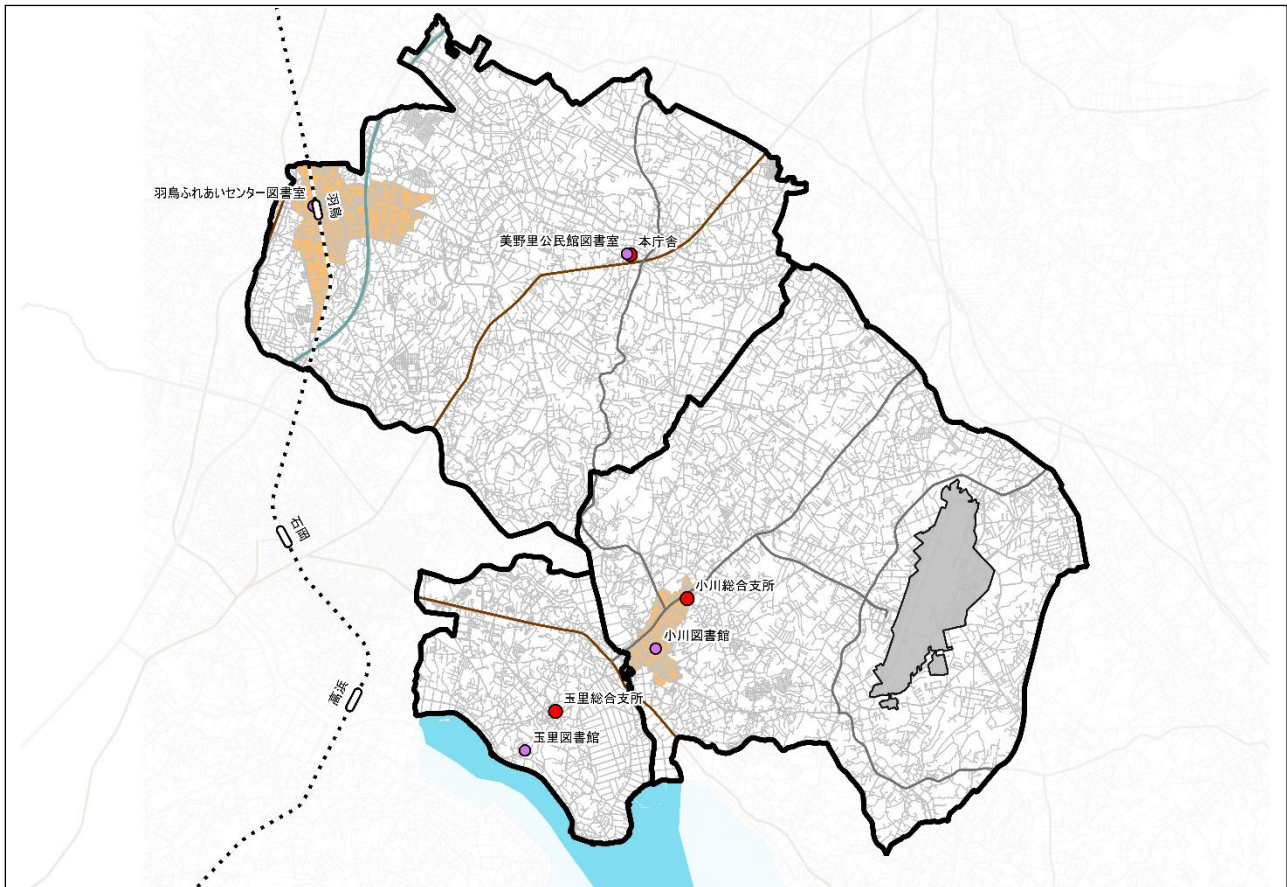 羽鳥ふれあいセンター図書室
羽鳥
美野里公民館図書室
本庁舎
石岡
小川総合支所
小川図書館
高浜
玉里総合支所
玉里図書館